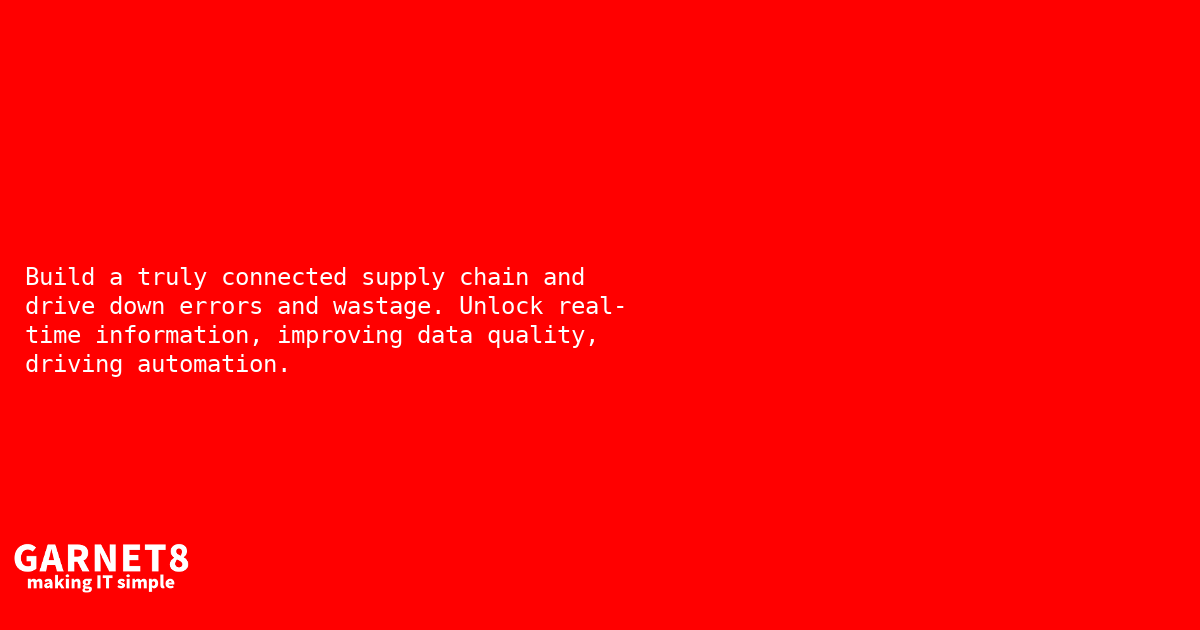 Build a truly connected supply chain and
drive down errors and wastage. Unlock real-
time information, improving data quality,
driving automation.
GARNET8
making IT simple